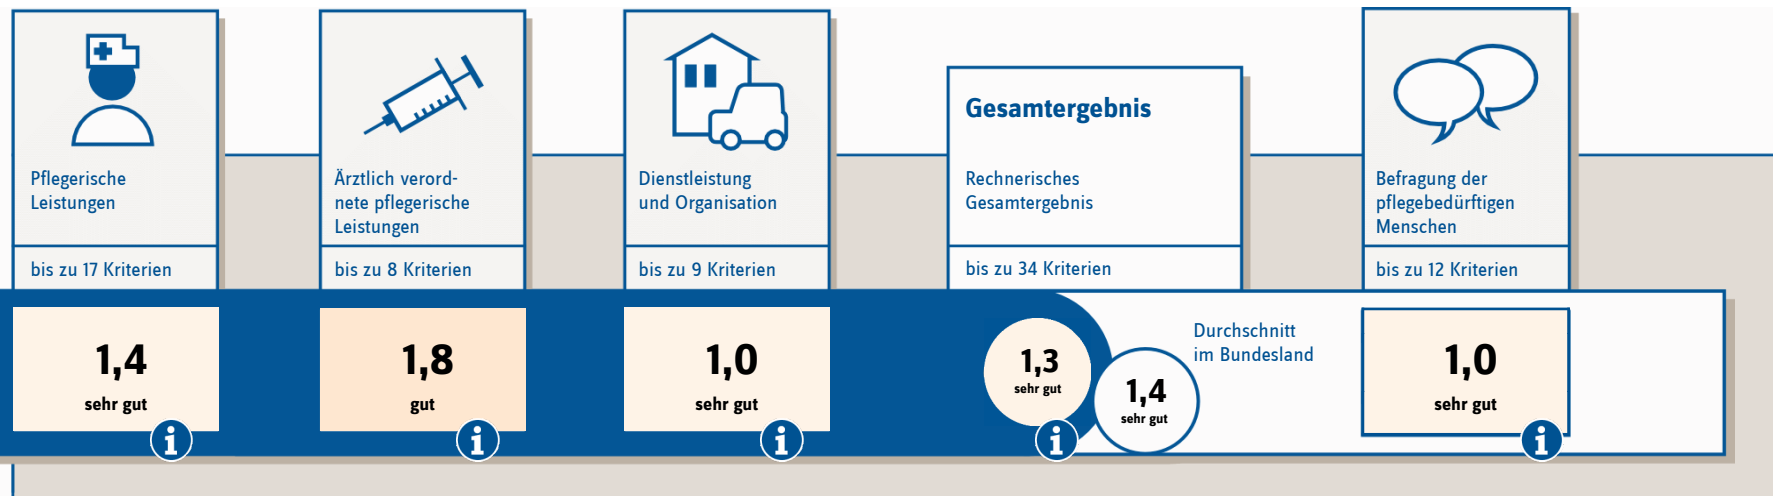 Pflegerische
Leistungen
bis zu 17 Kriterien
1,4
sehr gut
i
Ärztlich verord-
nete pflegerische
Leistungen
bis zu 8 Kriterien
1,8
gut
i
Dienstleistung
und Organisation
bis zu 9 Kriterien
1,0
sehr gut
i
Gesamtergebnis
Rechnerisches
Gesamtergebnis
bis zu 34 Kriterien
1,3
sehr gut
i
1,4
sehr gut
Durchschnitt
im Bundesland
Befragung der
pflegebedürftigen
Menschen
bis zu 12 Kriterien
1,0
sehr gut
i